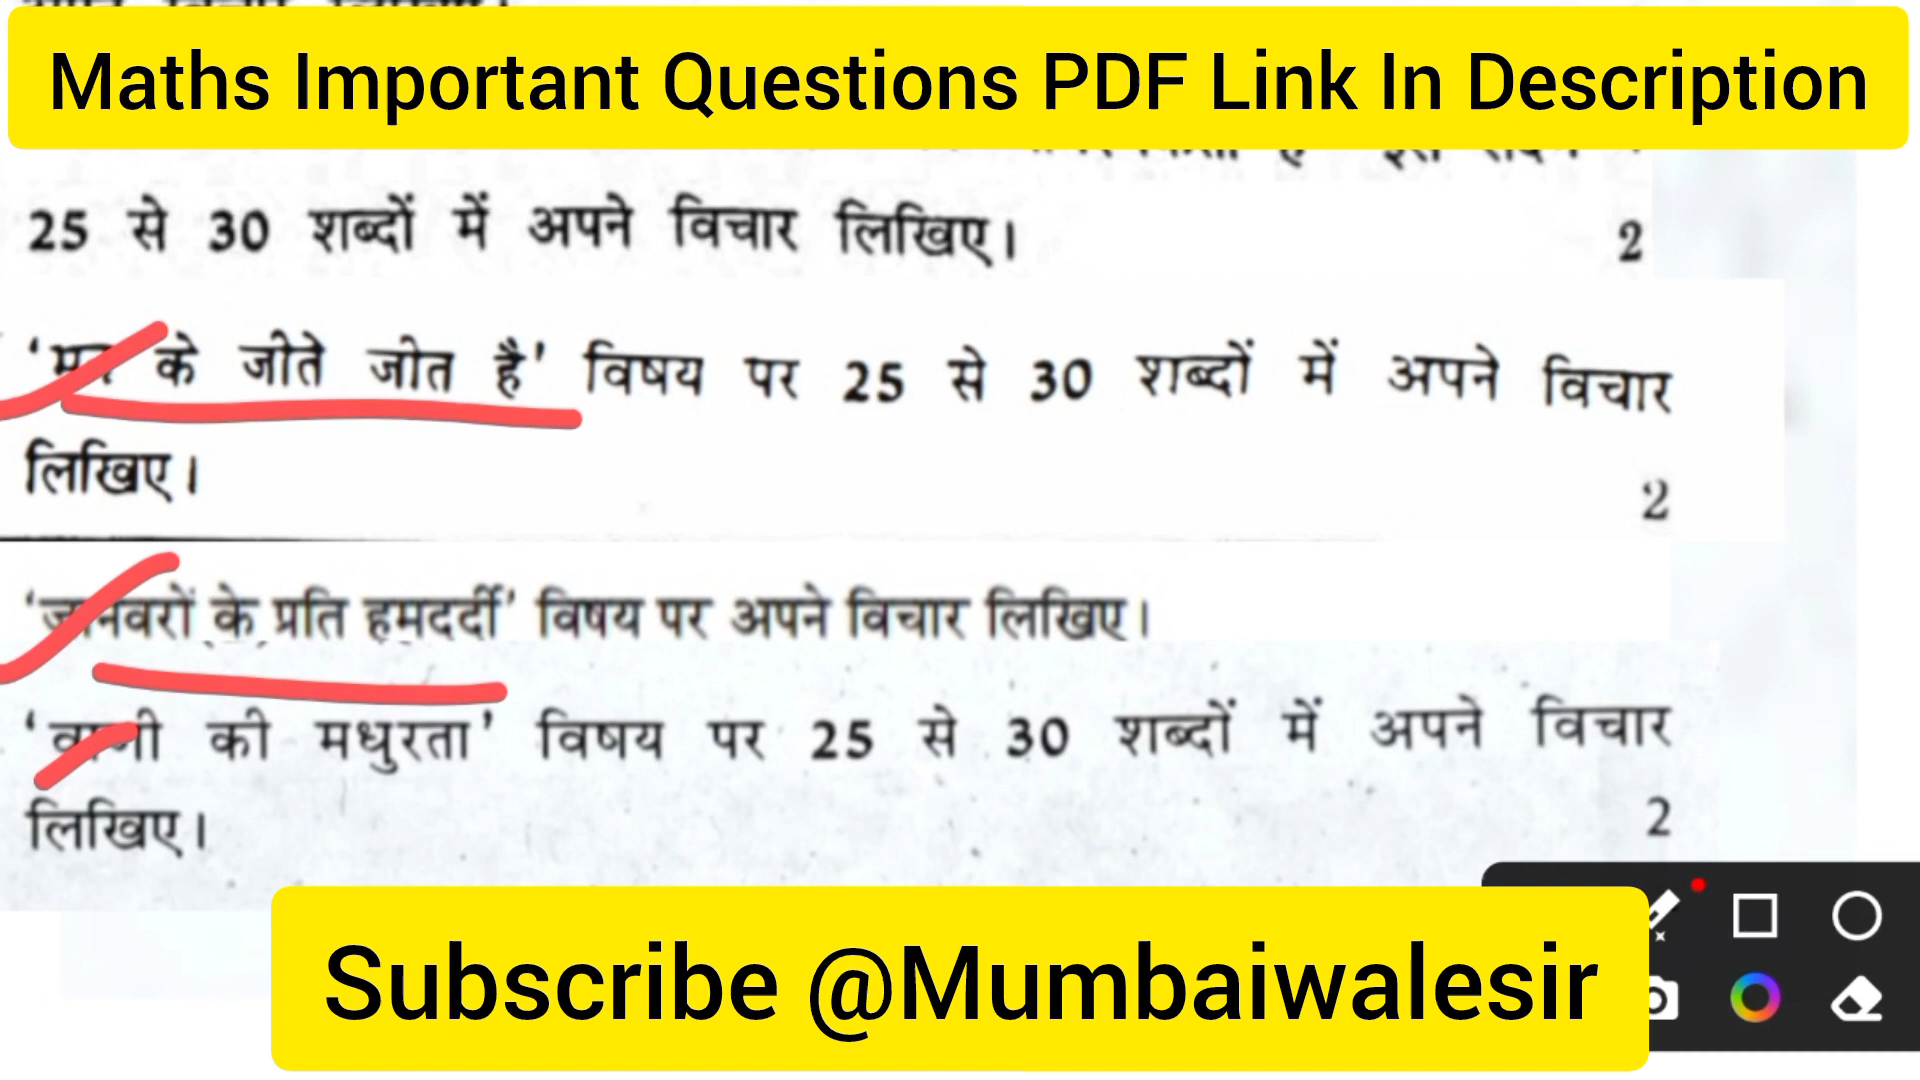 Maths Important Questions PDF Link In Description
25 से 30 शब्दों में अपने विचार लिखिए। 2
'मन के जीते जीत है' विषय पर 25 से 30 शब्दों में अपने विचार
लिखिए। 2
'जानवरों के प्रति हमदर्दी' विषय पर अपने विचार लिखिए।
'वाणी की मधुरता' विषय पर 25 से 30 शब्दों में अपने विचार
लिखिए। 2
Subscribe @Mumbaiwalesir